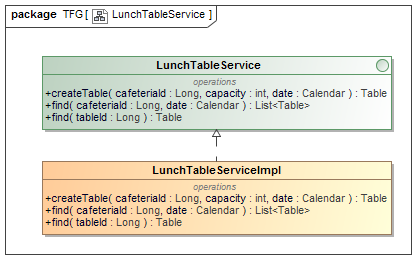 package TFG [ LunchTableService ]
LunchTableService
operations
+createTable( cafeteriaId : Long, capacity : int, date : Calendar ) : Table
+find( cafeteriaId : Long, date : Calendar ) : List<Table>
+find( tableId : Long ) : Table
LunchTableServiceImpl
operations
+createTable( cafeteriaId : Long, capacity : int, date : Calendar ) : Table
+find( cafeteriaId : Long, date : Calendar ) : List<Table>
+find( tableId : Long ) : Table